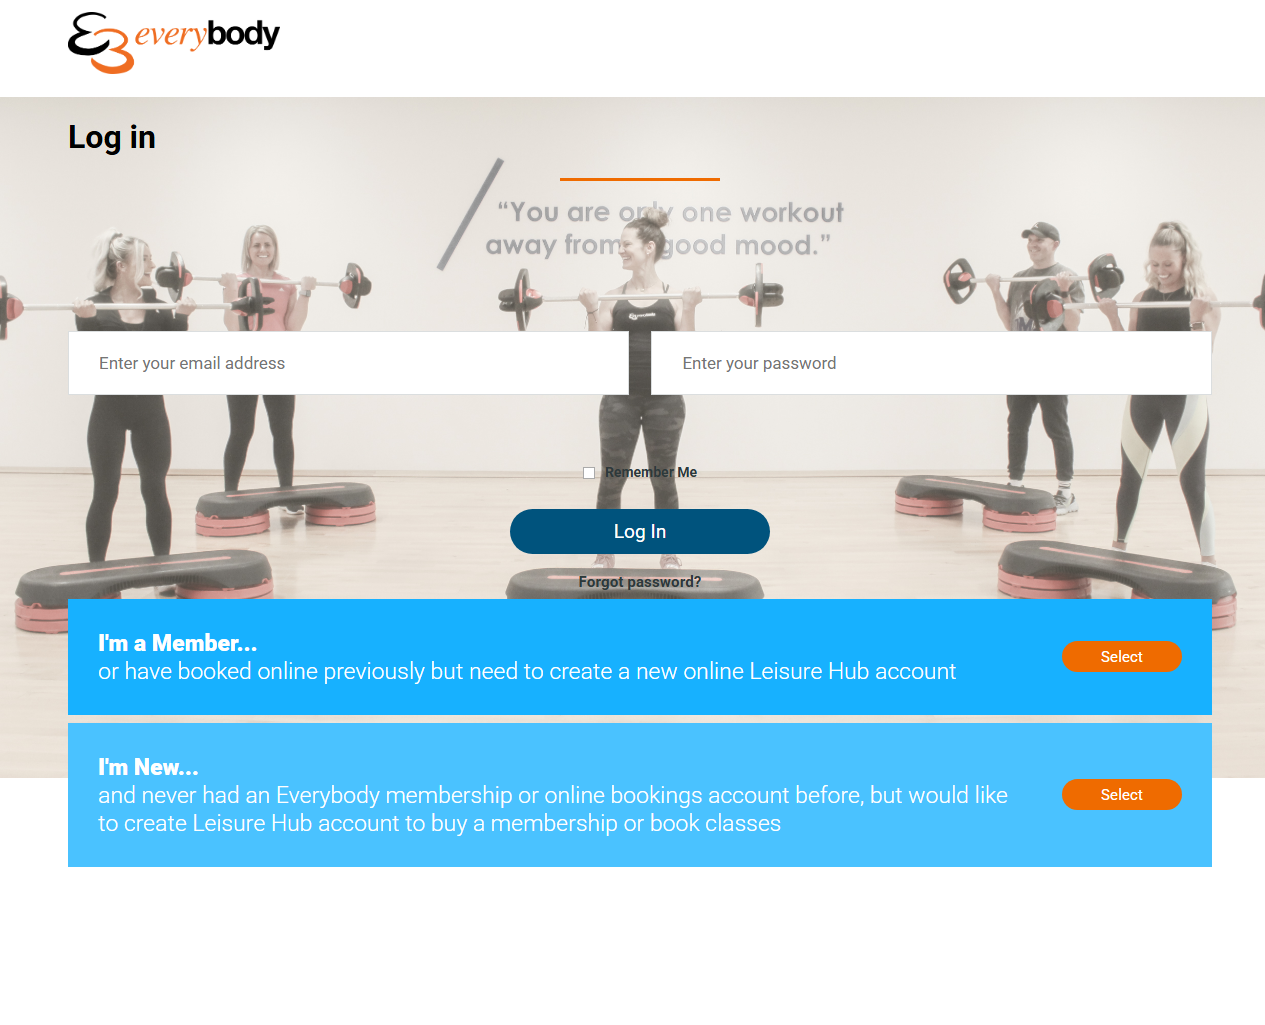 everybody
Log in
“You are only one workout
away from a good mood.”
Enter your email address
Enter your password
Remember Me
Log In
Forgot password?
I'm a Member...
or have booked online previously but need to create a new online Leisure Hub account
Select
I'm New...
and never had an Everybody membership or online bookings account before, but would like
to create Leisure Hub account to buy a membership or book classes
Select